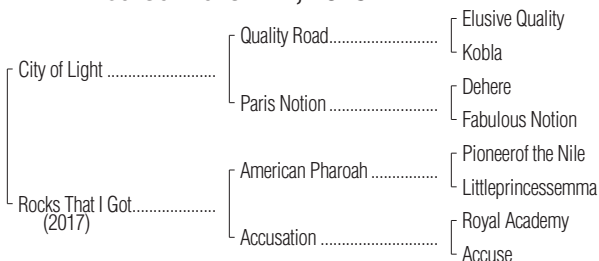 Elusive Quality
Quality Road
Kobla
City of Light
Dehere
Paris Notion
Fabulous Notion
Pioneerof the Nile
American Pharoah
Littleprincessemma
Rocks That I Got
(2017)
Royal Academy
Accusation
Accuse